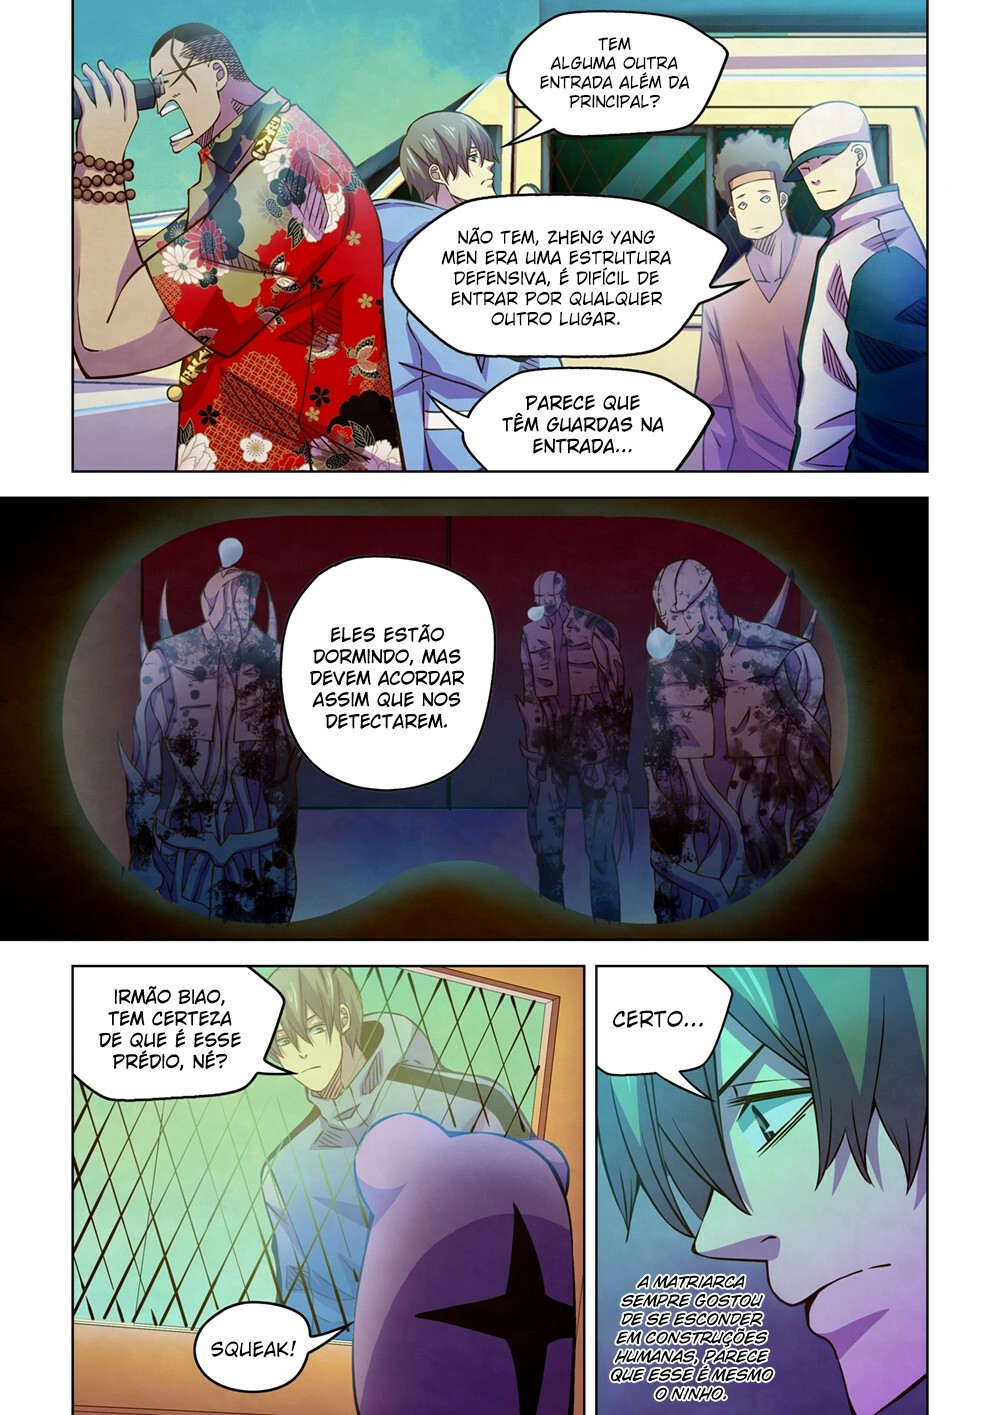 TEM
ALGUMA OUTRA
ENTRADA ALÉM DA
PRINCIPAL?
NÃO TEM, ZHENG YANG
MEN ERA UMA ESTRUTURA
DEFENSIVA, É DIFÍCIL DE
ENTRAR POR QUALQUER
OUTRO LUGAR.
PARECE QUE
TÊM GUARDAS NA
ENTRADA...
ELES ESTÃO
DORMINDO, MAS
DEVEM ACORDAR
ASSIM QUE NOS
DETECTAREM.
IRMÃO BIAO,
TEM CERTEZA
DE QUE É ESSE
PRÉDIO, NÉ?
SQUEAK!
CERTO...
A MATRIARCA
SEMPRE GOSTOU
DE SE ESCONDER
EM CONSTRUÇÕES
HUMANAS, PARECE
QUE ESSE É MESMO
O NINHO.